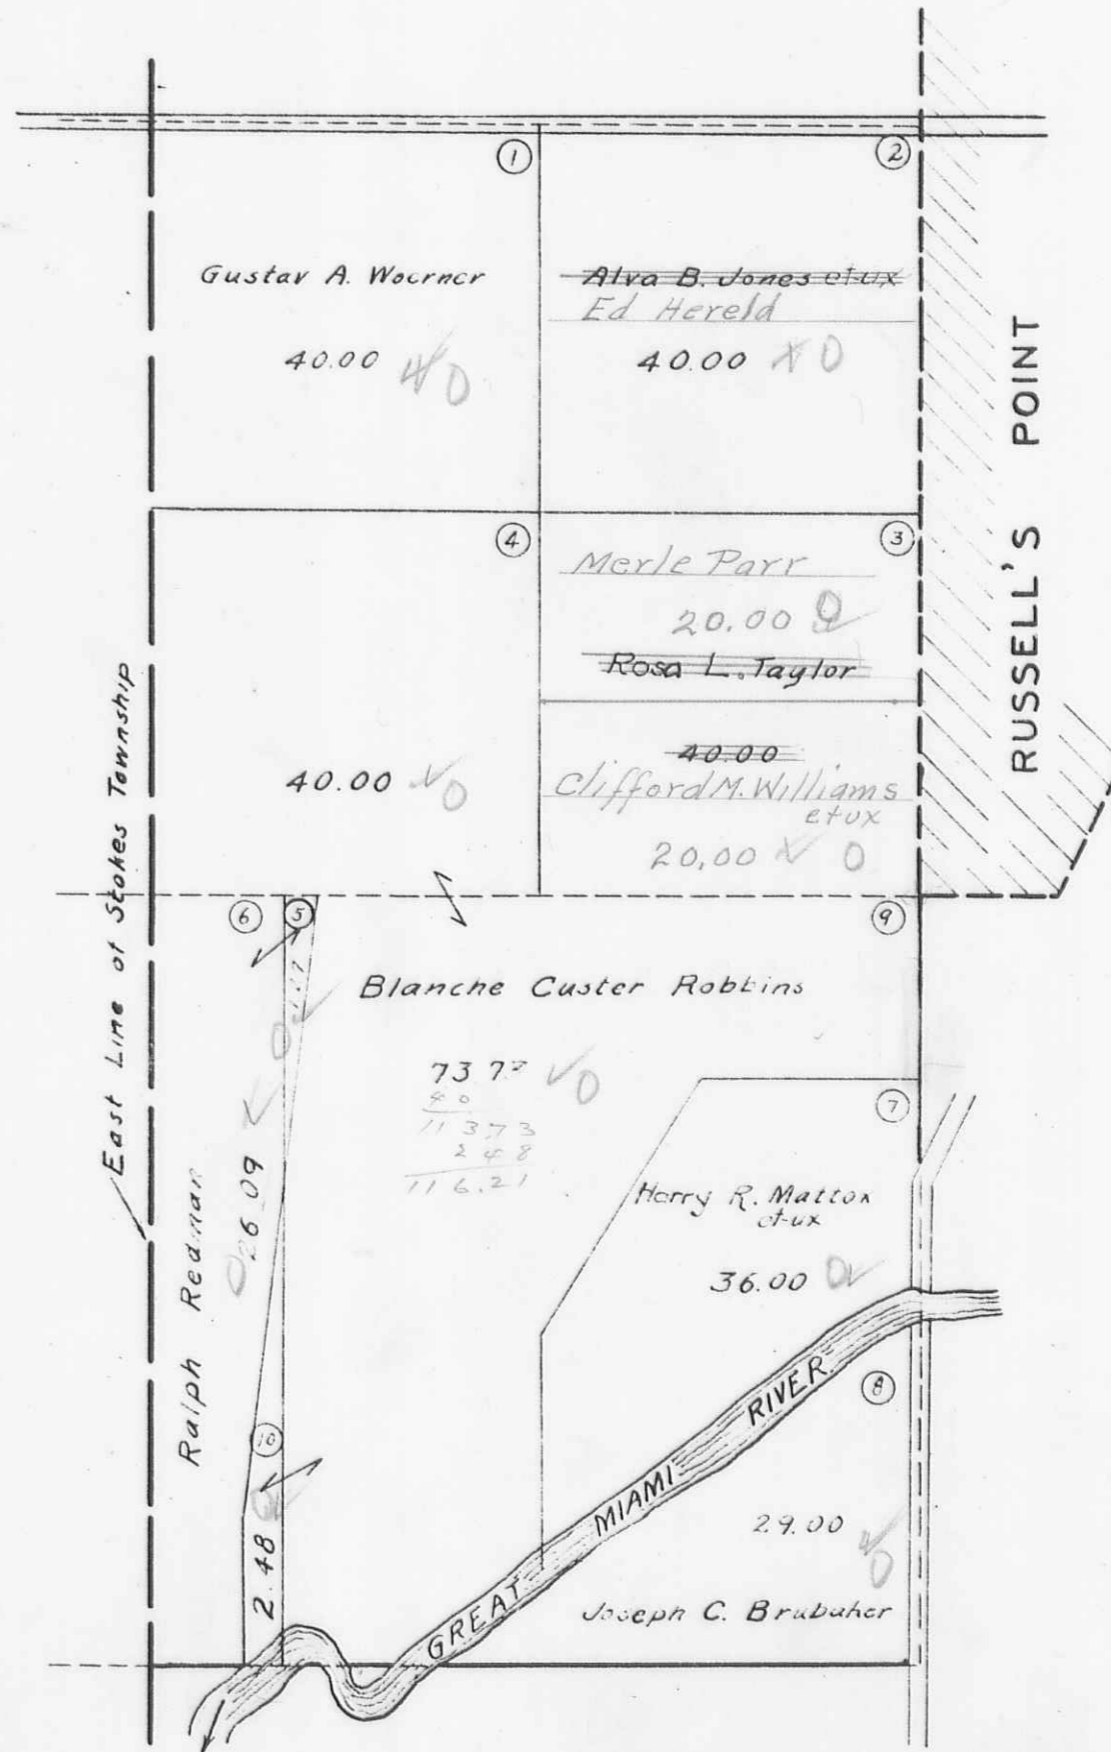 1
2
Gustav A. Woerner
40.00
Alva B. Jones et ux
Ed Hereld
40.00
RUSSELL'S POINT
4
3
Merle Parr
20.00
Rosa L. Taylor
40.00
40.00
Clifford M. Williams
et ux
20.00
East Line of Stokes Township
6
5
9
Blanche Custer Robbins
73
40
113.73
2 48
116.21
7
Harry R. Mattox
et-ux
36.00
Ralph Redman
26.09
10
2.48
8
GREAT MIAMI RIVER
29.00
Joseph C. Brubaker